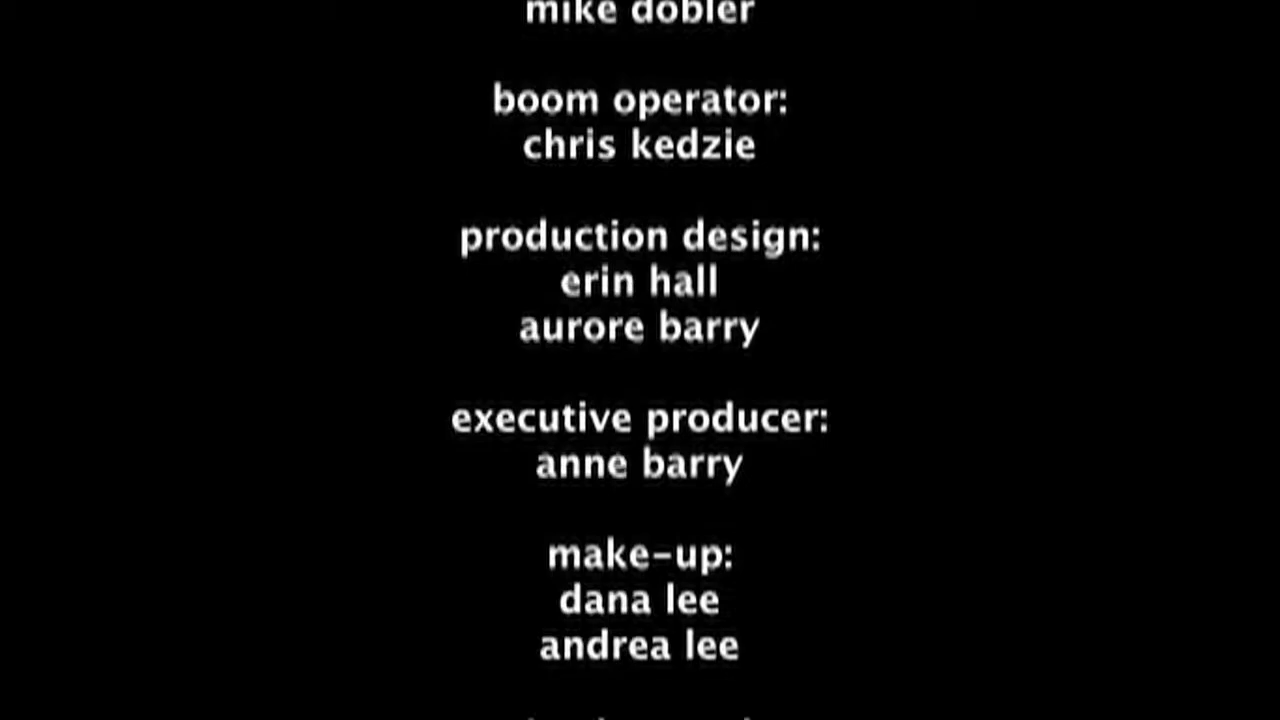 mike dobler
boom operator:
chris kedzie
production design:
erin hall
aurore barry
executive producer:
anne barry
make-up:
dana lee
andrea lee